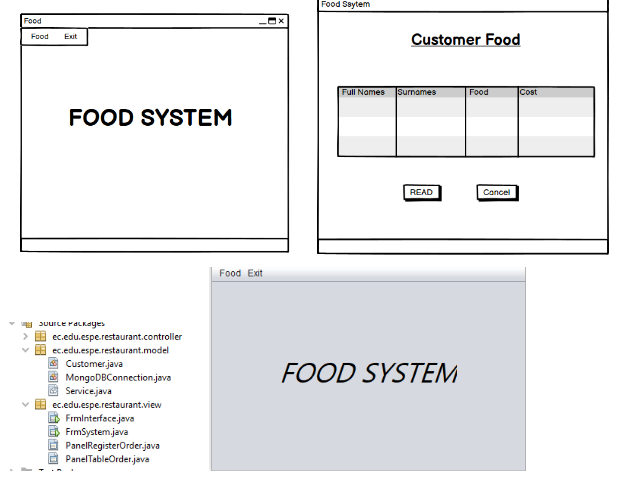 Food
Food Exit
FOOD SYSTEM
Food Saytem
Customer Food
Full Names Surnames Food Cost
READ Cancel
Food Exit
FOOD SYSTEM
Source Packages
ec.edu.espe.restaurant.controller
ec.edu.espe.restaurant.model
Customer.java
MongoDBConnection.java
Service.java
ec.edu.espe.restaurant.view
FrmInterface.java
FrmSystem.java
PanelRegisterOrder.java
PanelTableOrder.java